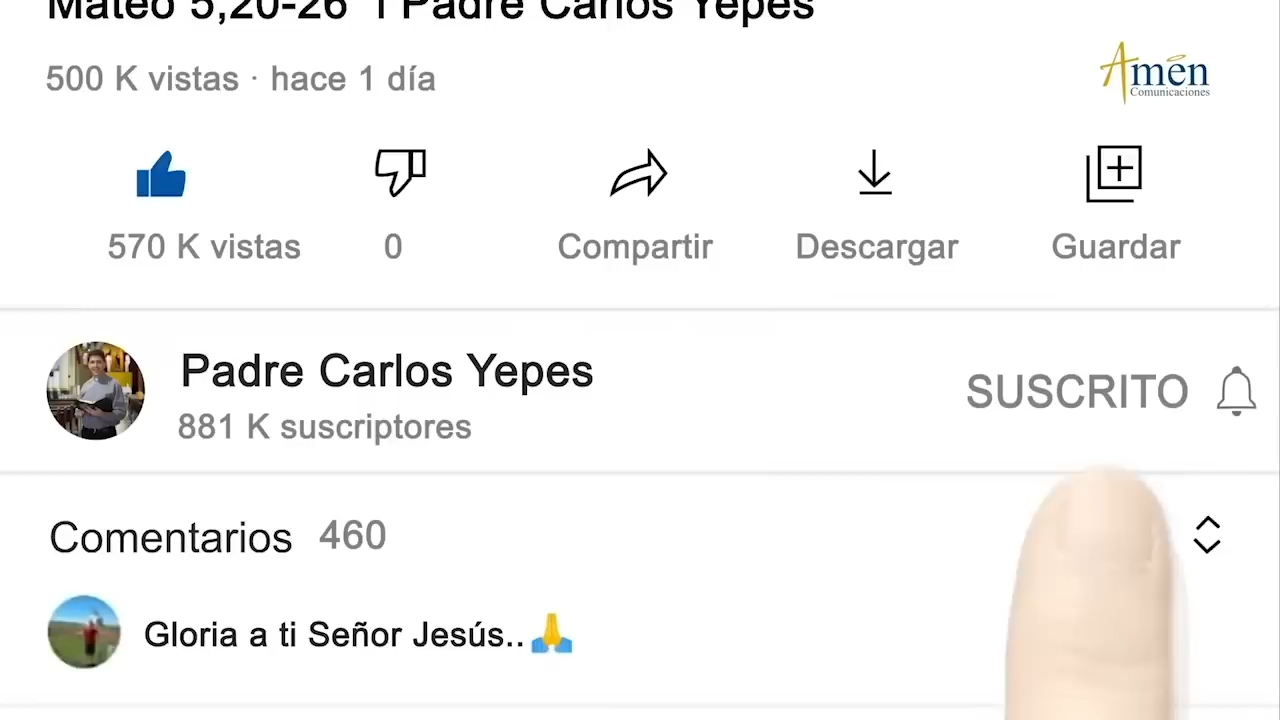 Mateo 5,20-26 | Padre Carlos Yepes
500 K vistas · hace 1 día
Amén
Comunicaciones
570 K vistas
0
Compartir
Descargar
Guardar
Padre Carlos Yepes
881 K suscriptores
SUSCRITO
Comentarios 460
Gloria a ti Señor Jesús..🙏